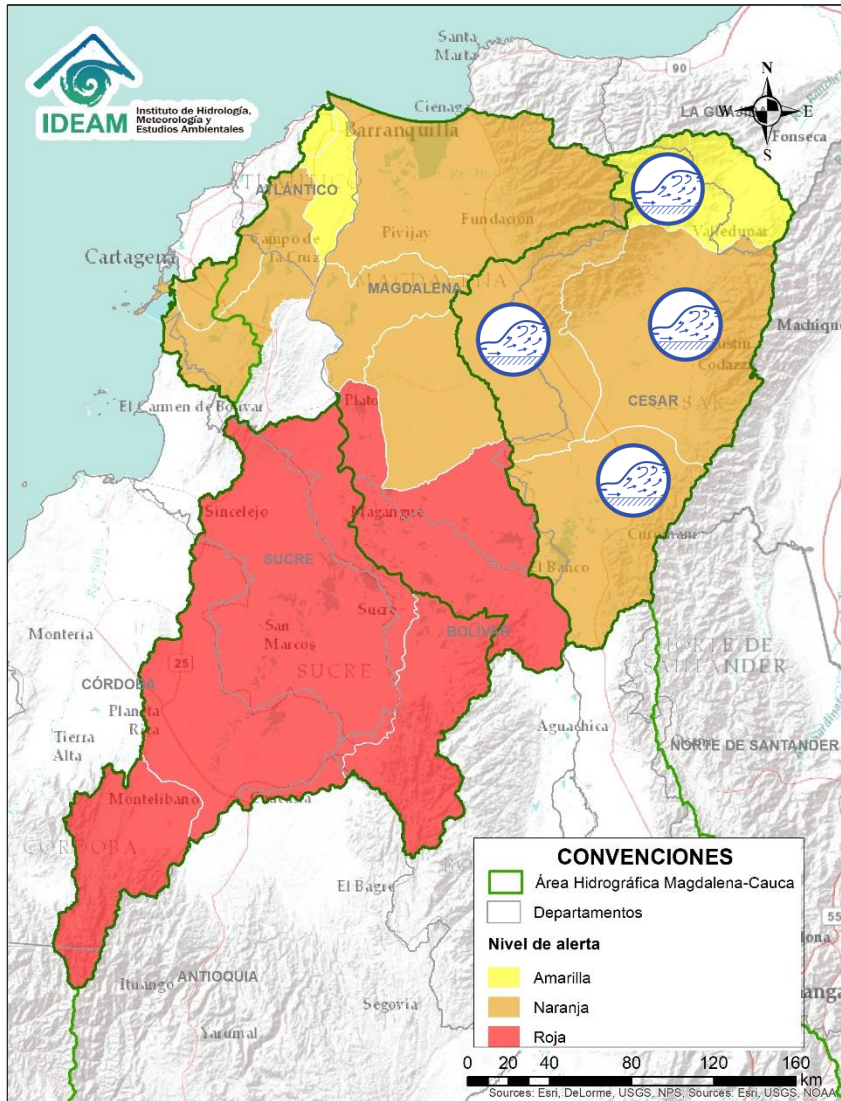 Santa
Marta
90
N
W
E
S
IDEAM
Instituto de Hidrología,
Meteorología y
Estudios Ambientales
Ciénaga
LA GUAJIRA
Fonseca
Barranquilla
ATLÁNTICO
Valledupar
Cartagena
Campo de
la Cruz
Pivijay
Fundación
MAGDALENA
MAGDALENA
Machique
Codazzi
El Carmen de Bolívar
Plato
CESAR
CESAR
Sincelejo
Magangué
SUCRE
El Banco
Montería
San
Marcos
Sucre
BOLÍVAR
NORTE DE
SANTANDER
25
SUCRE
CÓRDOBA
Planeta
Rica
Tierra
Alta
Aguachica
NORTE DE SANTANDER
Montelíbano
CÓRDOBA
El Bagre
Ituango
ANTIOQUIA
Segovia
Yarumal
CONVENCIONES
Área Hidrográfica Magdalena-Cauca
Departamentos
Nivel de alerta
Amarilla
Naranja
Roja
55
0 20 40 80 120 160
km
Sources: Esri, DeLorme, USGS, NPS; Sources: Esri, USGS, NOAA